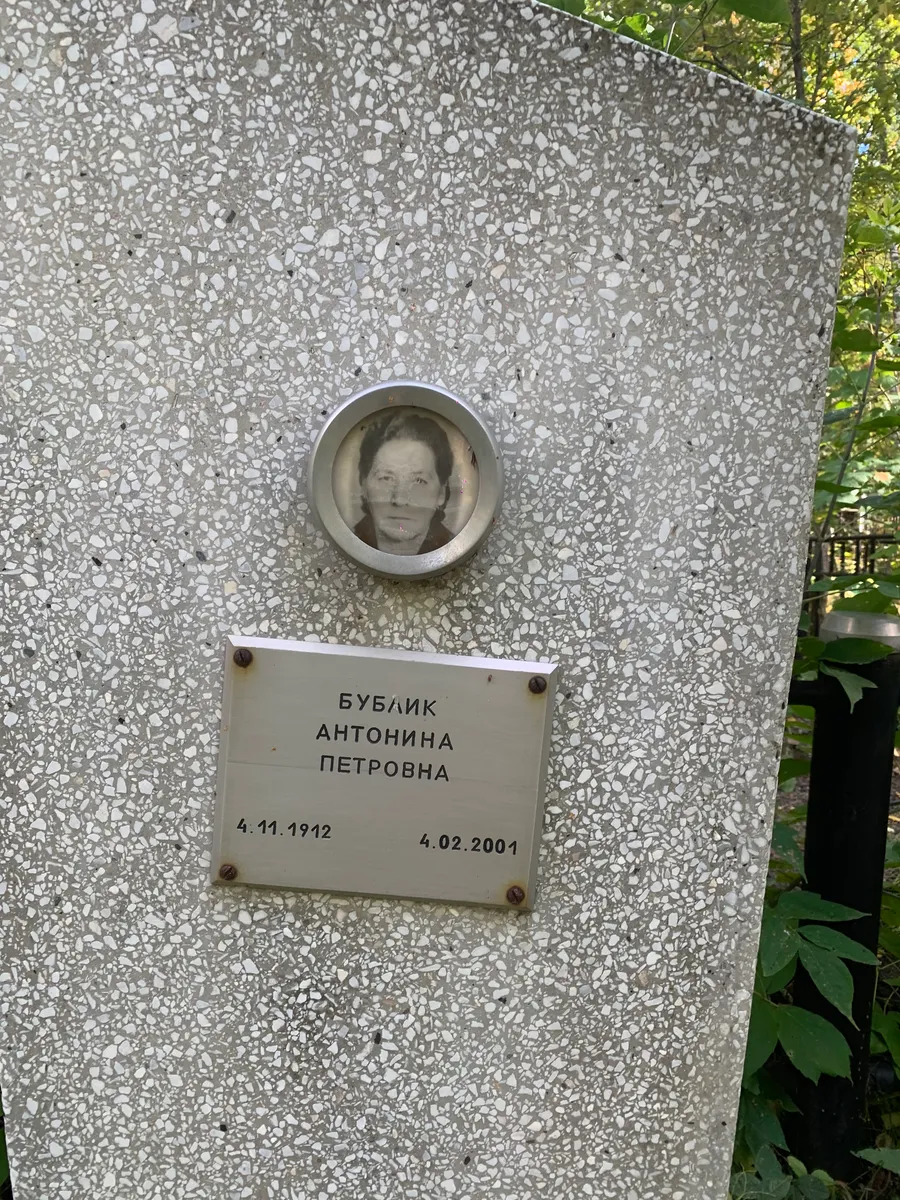 БУБЛИК
АНТОНИНА
ПЕТРОВНА
4.11.1912
4.02.2001